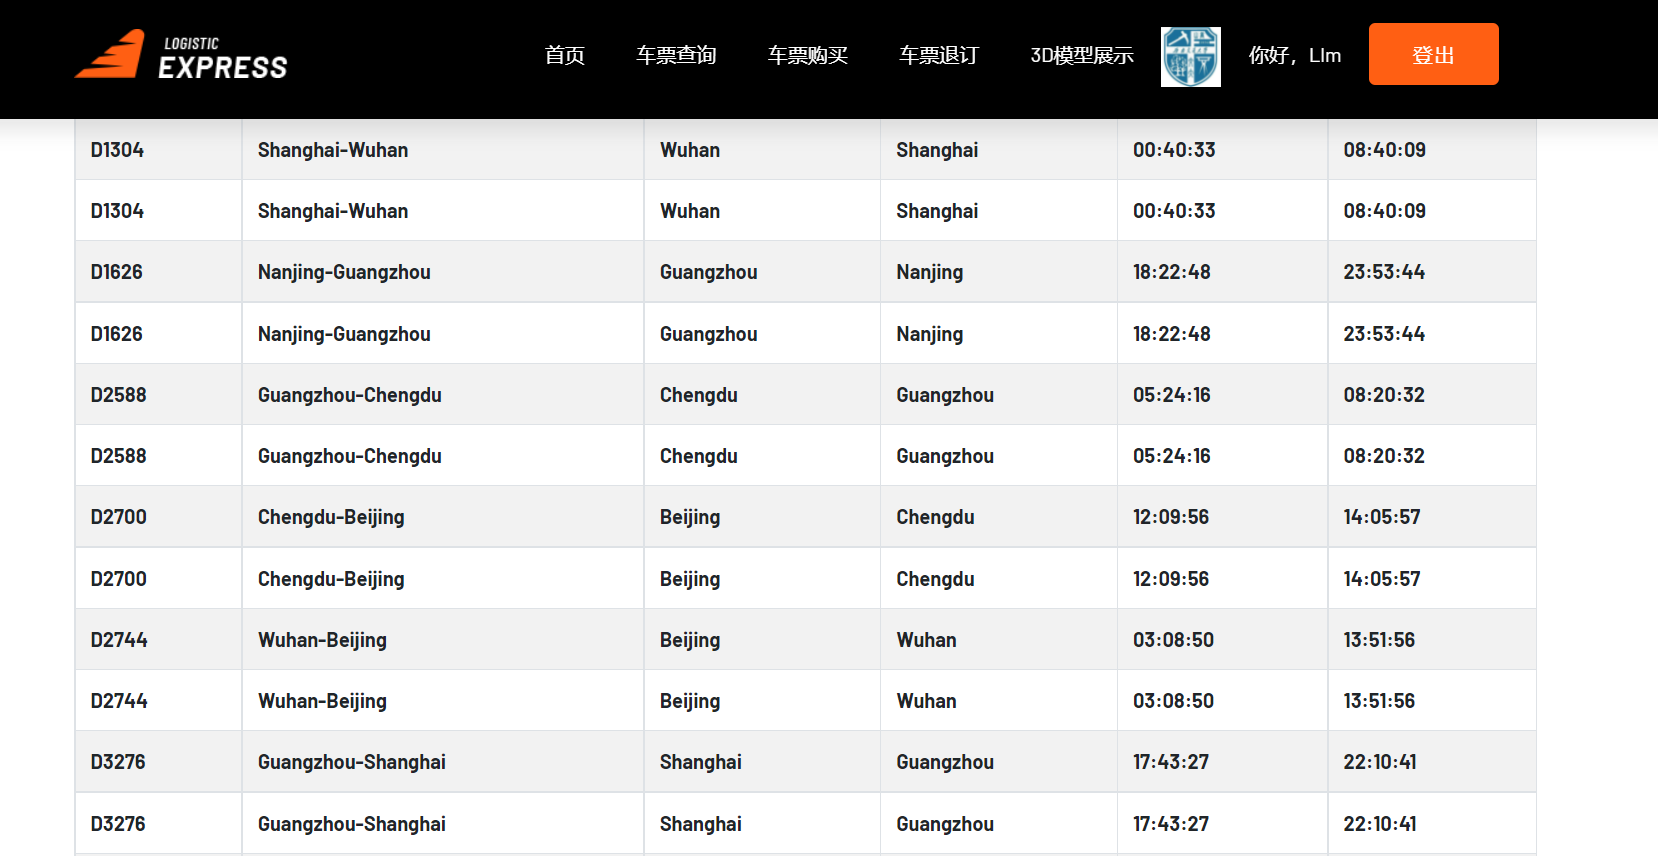 LOGISTIC
EXPRESS
首页 车票查询 车票购买 车票退订 3D模型展示 你好，Llm 登出
D1304 Shanghai-Wuhan Wuhan Shanghai 00:40:33 08:40:09
D1304 Shanghai-Wuhan Wuhan Shanghai 00:40:33 08:40:09
D1626 Nanjing-Guangzhou Guangzhou Nanjing 18:22:48 23:53:44
D1626 Nanjing-Guangzhou Guangzhou Nanjing 18:22:48 23:53:44
D2588 Guangzhou-Chengdu Chengdu Guangzhou 05:24:16 08:20:32
D2588 Guangzhou-Chengdu Chengdu Guangzhou 05:24:16 08:20:32
D2700 Chengdu-Beijing Beijing Chengdu 12:09:56 14:05:57
D2700 Chengdu-Beijing Beijing Chengdu 12:09:56 14:05:57
D2744 Wuhan-Beijing Beijing Wuhan 03:08:50 13:51:56
D2744 Wuhan-Beijing Beijing Wuhan 03:08:50 13:51:56
D3276 Guangzhou-Shanghai Shanghai Guangzhou 17:43:27 22:10:41
D3276 Guangzhou-Shanghai Shanghai Guangzhou 17:43:27 22:10:41